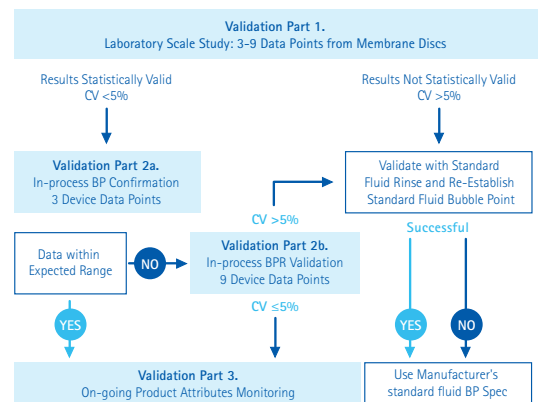 Validation Part 1.
Laboratory Scale Study: 3-9 Data Points from Membrane Discs
Results Statistically Valid
CV <5%
Results Not Statistically Valid
CV >5%
Validation Part 2a.
In-process BP Confirmation
3 Device Data Points
Validate with Standard
Fluid Rinse and Re-Establish
Standard Fluid Bubble Point
CV >5%
Successful
Data within
Expected Range
NO
Validation Part 2b.
In-process BPR Validation
9 Device Data Points
CV ≤5%
YES
YES
NO
Validation Part 3.
On-going Product Attributes Monitoring
Use Manufacturer's
standard fluid BP Spec